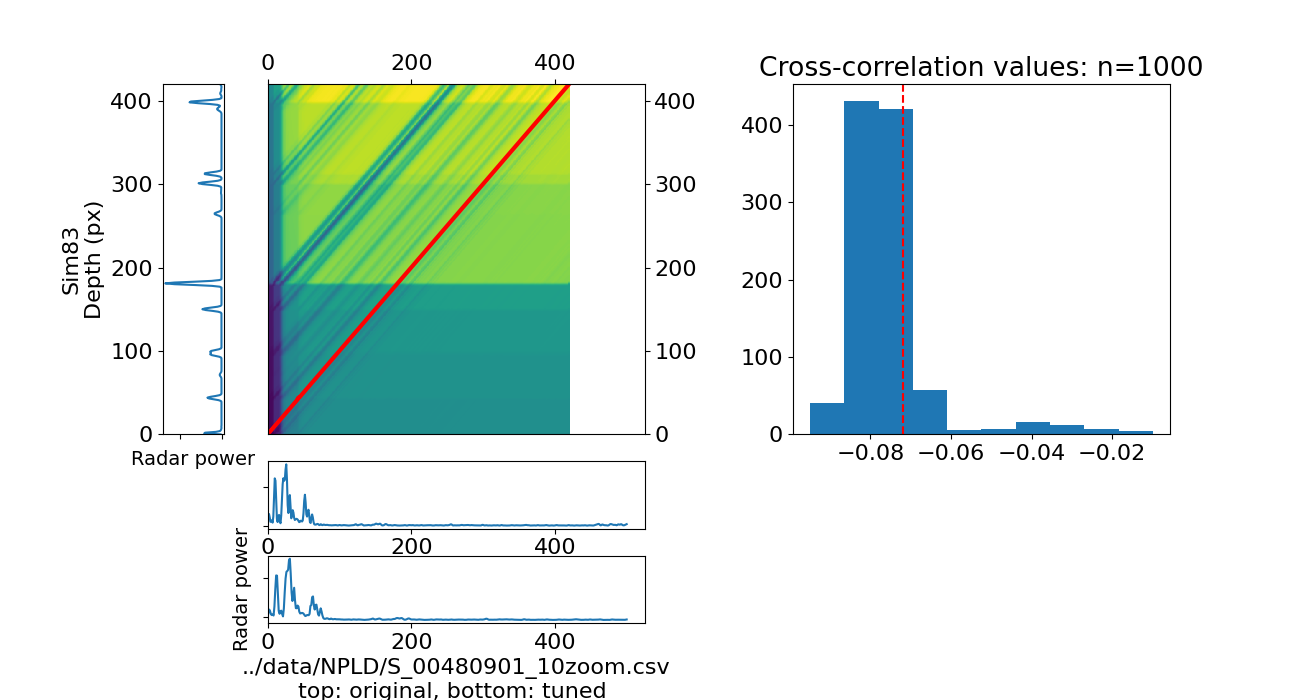 0 200 400
Cross-correlation values: n=1000
400
300
200
100
0
Sim83
Depth (px)
400
300
200
100
0
Radar power
400
300
200
100
0
−0.08 −0.06 −0.04 −0.02
0 200 400
Radar power
0 200 400
../data/NPLD/S_00480901_10zoom.csv
top: original, bottom: tuned